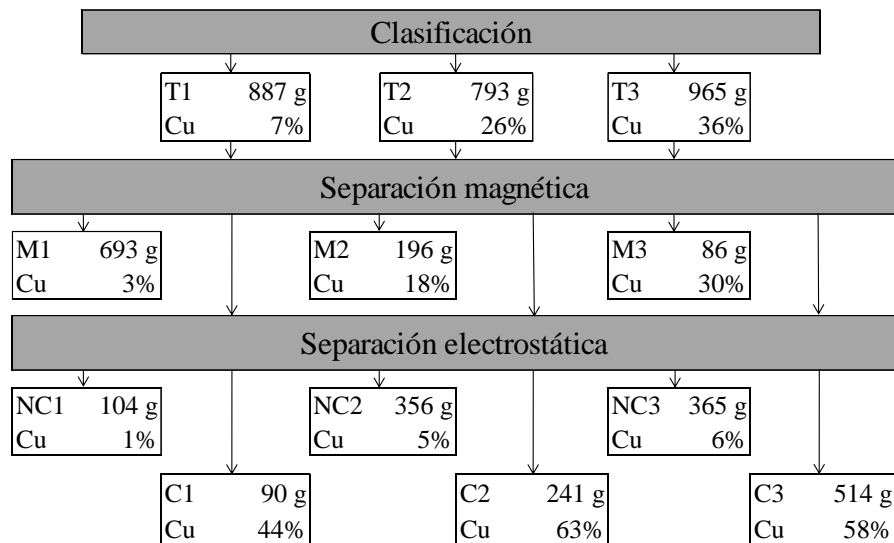 Clasificación
T1 887 g
Cu 7%
T2 793 g
Cu 26%
T3 965 g
Cu 36%
Separación magnética
M1 693 g
Cu 3%
M2 196 g
Cu 18%
M3 86 g
Cu 30%
Separación electrostática
NC1 104 g
Cu 1%
NC2 356 g
Cu 5%
NC3 365 g
Cu 6%
C1 90 g
Cu 44%
C2 241 g
Cu 63%
C3 514 g
Cu 58%